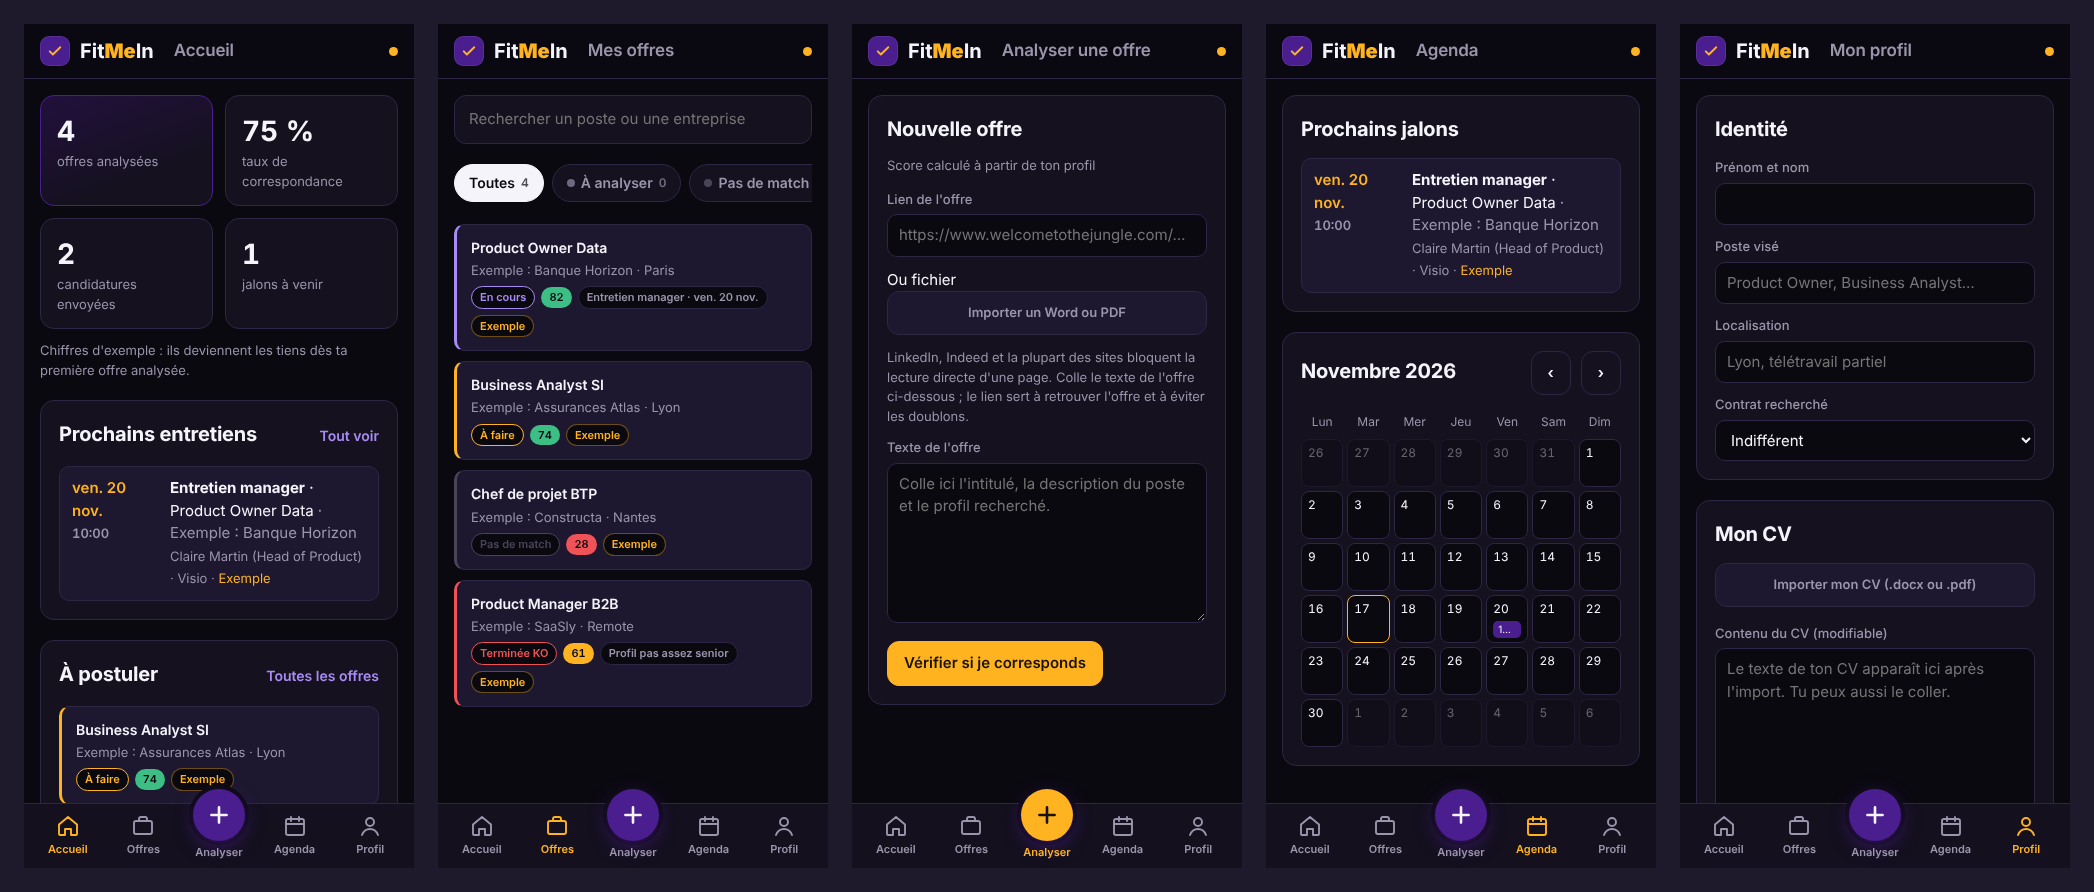 FitMeIn Accueil
4
offres analysées
75 %
taux de
correspondance
2
candidatures
envoyées
1
jalons à venir
Chiffres d'exemple : ils deviennent les tiens dès ta
première offre analysée.
Prochains entretiens
Tout voir
ven. 20
nov.
10:00
Entretien manager ·
Product Owner Data ·
Exemple : Banque Horizon
Claire Martin (Head of Product)
· Visio · Exemple
À postuler
Toutes les offres
Business Analyst SI
Exemple : Assurances Atlas · Lyon
À faire 74 Exemple
Accueil Offres Analyser Agenda Profil
FitMeIn Mes offres
Rechercher un poste ou une entreprise
Toutes 4 À analyser 0 Pas de match
Product Owner Data
Exemple : Banque Horizon · Paris
En cours 82 Entretien manager · ven. 20 nov.
Exemple
Business Analyst SI
Exemple : Assurances Atlas · Lyon
À faire 74 Exemple
Chef de projet BTP
Exemple : Constructa · Nantes
Pas de match 28 Exemple
Product Manager B2B
Exemple : SaaSly · Remote
Terminée KO 61 Profil pas assez senior
Exemple
Accueil Offres Analyser Agenda Profil
FitMeIn Analyser une offre
Nouvelle offre
Score calculé à partir de ton profil
Lien de l'offre
https://www.welcometothejungle.com/...
Ou fichier
Importer un Word ou PDF
LinkedIn, Indeed et la plupart des sites bloquent la
lecture directe d'une page. Colle le texte de l'offre
ci-dessous ; le lien sert à retrouver l'offre et à éviter
les doublons.
Texte de l'offre
Colle ici l'intitulé, la description du poste
et le profil recherché.
Vérifier si je corresponds
Accueil Offres Analyser Agenda Profil
FitMeIn Agenda
Prochains jalons
ven. 20
nov.
10:00
Entretien manager ·
Product Owner Data ·
Exemple : Banque Horizon
Claire Martin (Head of Product)
· Visio · Exemple
Novembre 2026 ‹ ›
Lun Mar Mer Jeu Ven Sam Dim
26 27 28 29 30 31 1
2 3 4 5 6 7 8
9 10 11 12 13 14 15
16 17 18 19 20 21 22
1...
23 24 25 26 27 28 29
30 1 2 3 4 5 6
Accueil Offres Analyser Agenda Profil
FitMeIn Mon profil
Identité
Prénom et nom
Poste visé
Product Owner, Business Analyst...
Localisation
Lyon, télétravail partiel
Contrat recherché
Indifférent
Mon CV
Importer mon CV (.docx ou .pdf)
Contenu du CV (modifiable)
Le texte de ton CV apparaît ici après
l'import. Tu peux aussi le coller.
Accueil Offres Analyser Agenda Profil